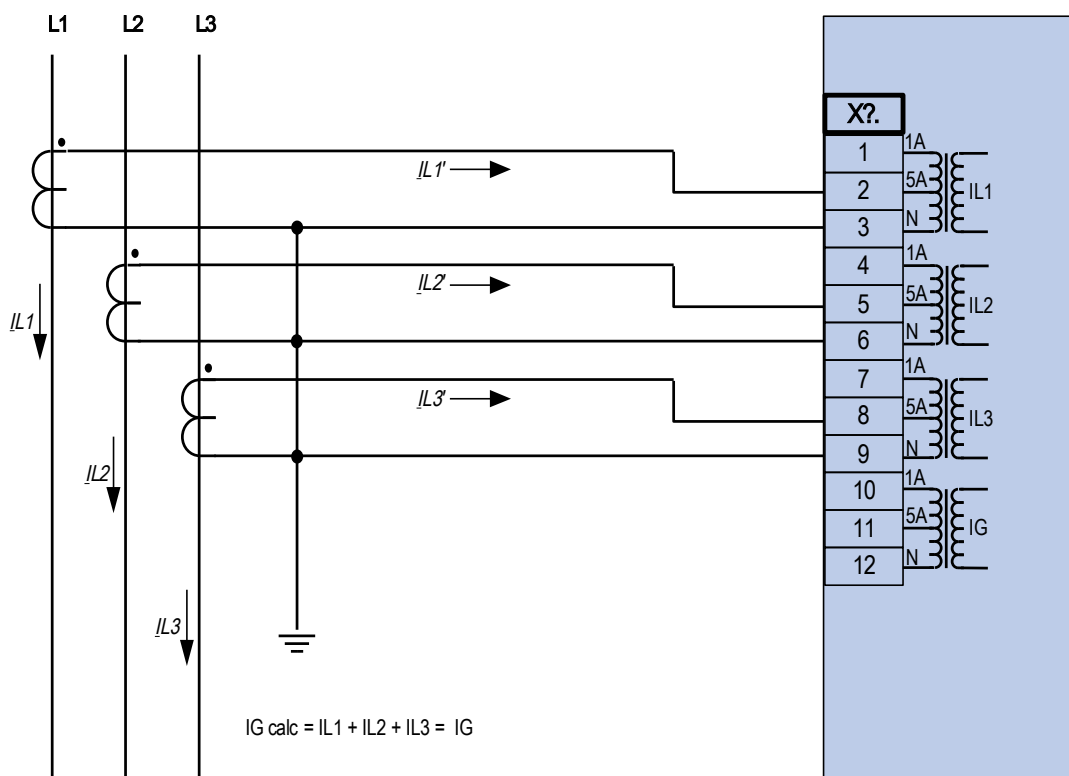 L1 L2 L3
X?.
1 1A
IL1'
2 5A IL1
3 N
4 1A
IL2'
5 5A IL2
IL1
6 N
7 1A
IL3'
8 5A IL3
9 N
IL2
10 1A
11 5A IG
12 N
IL3
IG calc = IL1 + IL2 + IL3 = IG